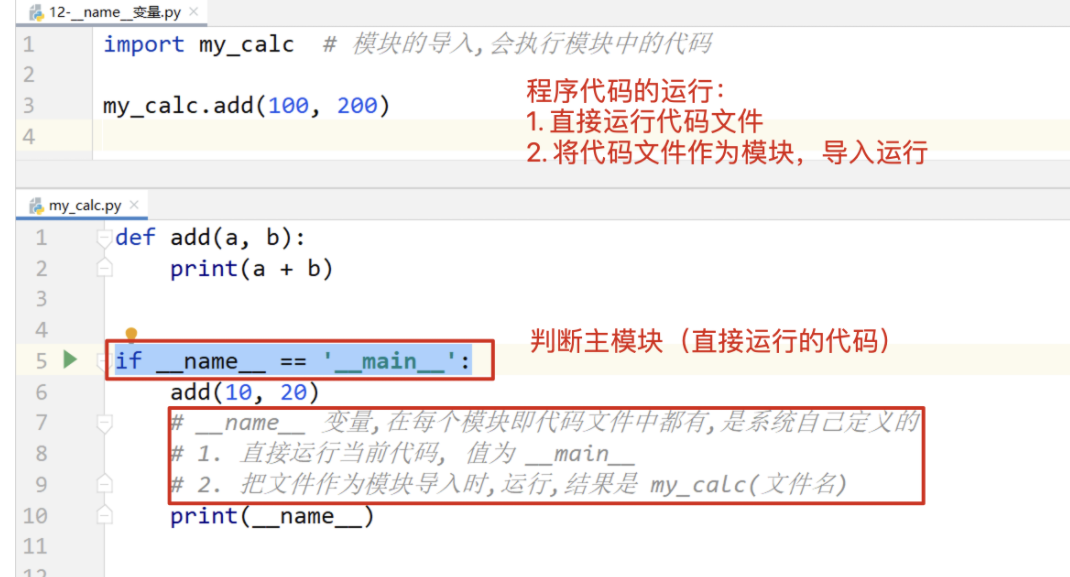 12-__name__变量.py
1 import my_calc # 模块的导入,会执行模块中的代码
2
3 my_calc.add(100, 200)
4
程序代码的运行：
1. 直接运行代码文件
2. 将代码文件作为模块，导入运行
my_calc.py
1 def add(a, b):
2 print(a + b)
3
4
5 if __name__ == '__main__':
判断主模块（直接运行的代码）
6 add(10, 20)
7 # __name__ 变量,在每个模块即代码文件中都有,是系统自己定义的
8 # 1. 直接运行当前代码, 值为 __main__
9 # 2. 把文件作为模块导入时,运行,结果是 my_calc(文件名)
10 print(__name__)
11
12